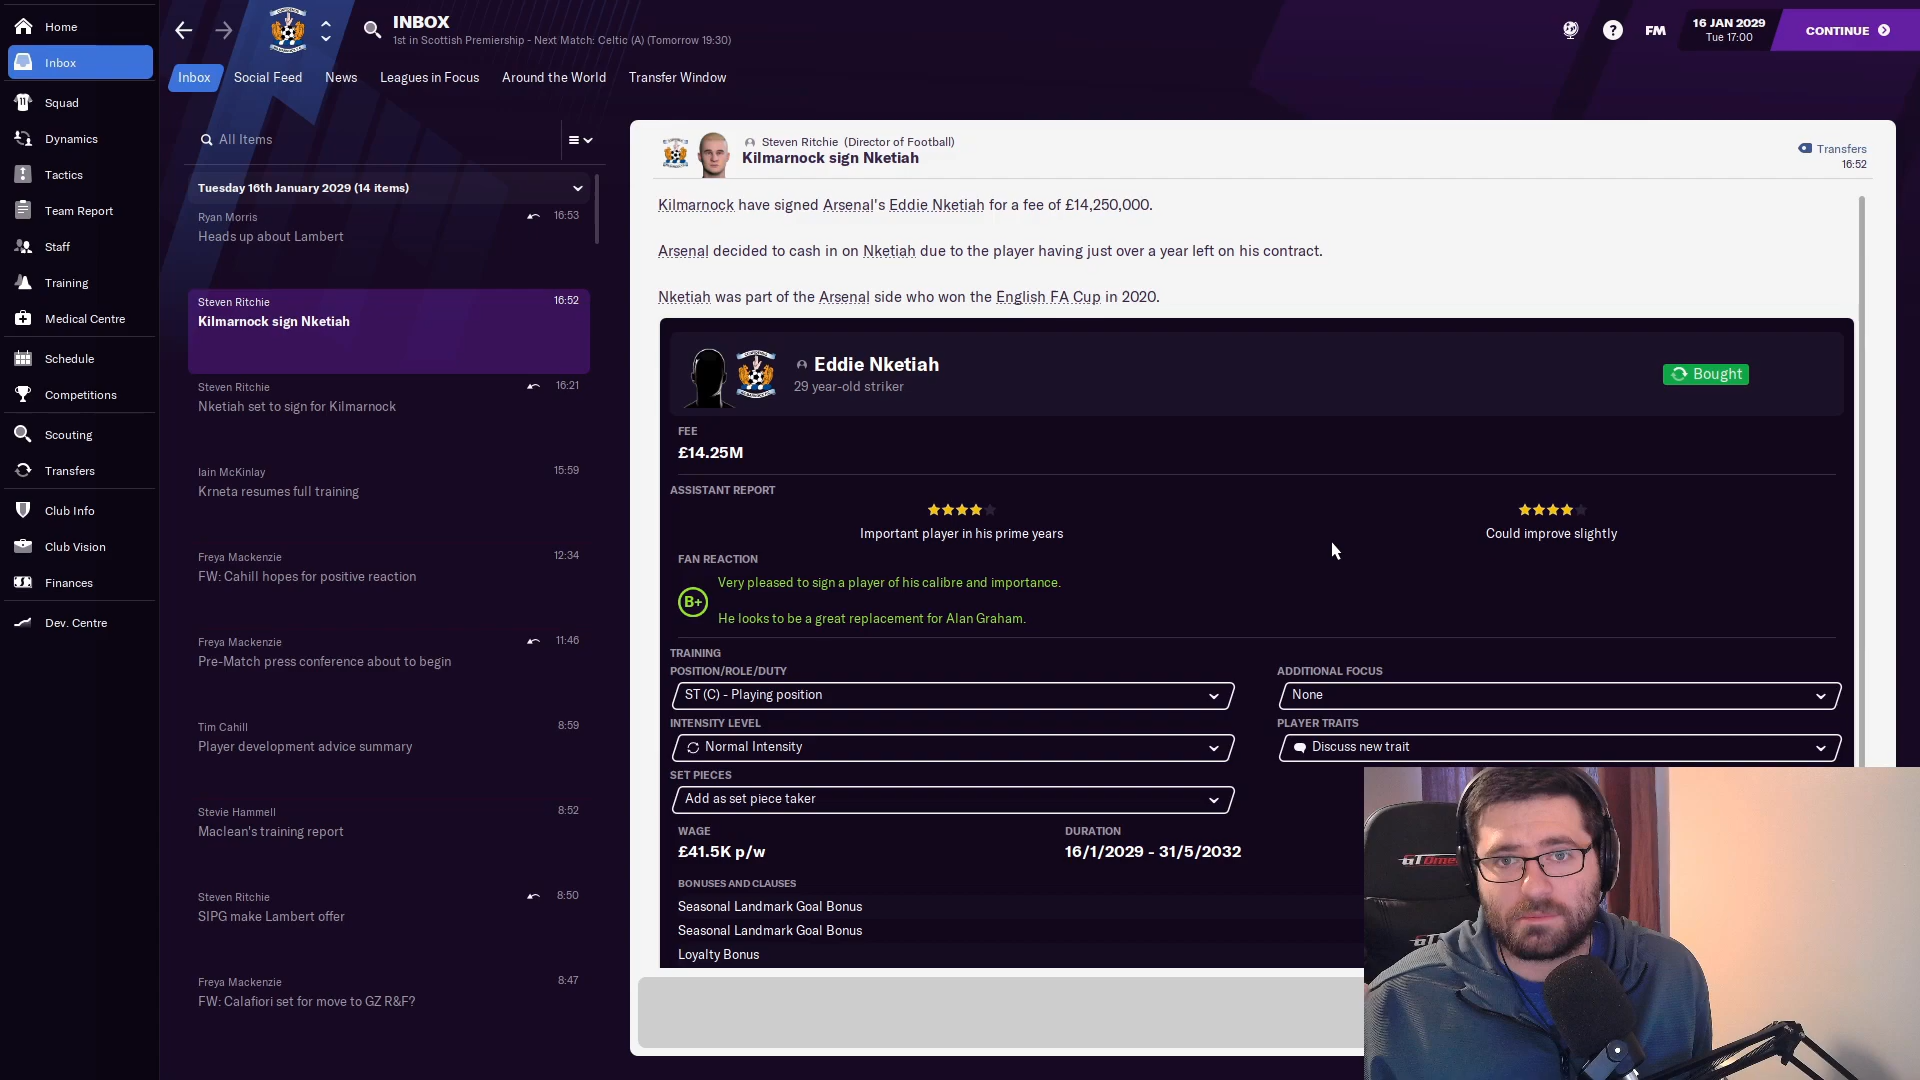 Home
Inbox
Squad
Dynamics
Tactics
Team Report
Staff
Training
Medical Centre
Schedule
Competitions
Scouting
Transfers
Club Info
Club Vision
Finances
Dev. Centre
INBOX
1st in Scottish Premiership - Next Match: Celtic (A) (Tomorrow 19:30)
FM
16 JAN 2029
Tue 17:00
CONTINUE
Inbox
Social Feed
News
Leagues in Focus
Around the World
Transfer Window
All Items
Tuesday 16th January 2029 (14 items)
Ryan Morris 16:53
Heads up about Lambert
Steven Ritchie 16:52
Kilmarnock sign Nketiah
Steven Ritchie 16:21
Nketiah set to sign for Kilmarnock
Iain McKinlay 15:59
Krneta resumes full training
Freya Mackenzie 12:34
FW: Cahill hopes for positive reaction
Freya Mackenzie 11:46
Pre-Match press conference about to begin
Tim Cahill 8:59
Player development advice summary
Stevie Hammell 8:52
Maclean's training report
Steven Ritchie 8:50
SIPG make Lambert offer
Freya Mackenzie 8:47
FW: Calafiori set for move to GZ R&F?
Steven Ritchie (Director of Football)
Kilmarnock sign Nketiah
Transfers
16:52
Kilmarnock have signed Arsenal's Eddie Nketiah for a fee of £14,250,000.
Arsenal decided to cash in on Nketiah due to the player having just over a year left on his contract.
Nketiah was part of the Arsenal side who won the English FA Cup in 2020.
Eddie Nketiah
29 year-old striker
Bought
FEE
£14.25M
ASSISTANT REPORT
Important player in his prime years
Could improve slightly
FAN REACTION
B+
Very pleased to sign a player of his calibre and importance.
He looks to be a great replacement for Alan Graham.
TRAINING
POSITION/ROLE/DUTY
ST (C) - Playing position
ADDITIONAL FOCUS
None
INTENSITY LEVEL
Normal Intensity
PLAYER TRAITS
Discuss new trait
SET PIECES
Add as set piece taker
WAGE
£41.5K p/w
DURATION
16/1/2029 - 31/5/2032
BONUSES AND CLAUSES
Seasonal Landmark Goal Bonus
Seasonal Landmark Goal Bonus
Loyalty Bonus